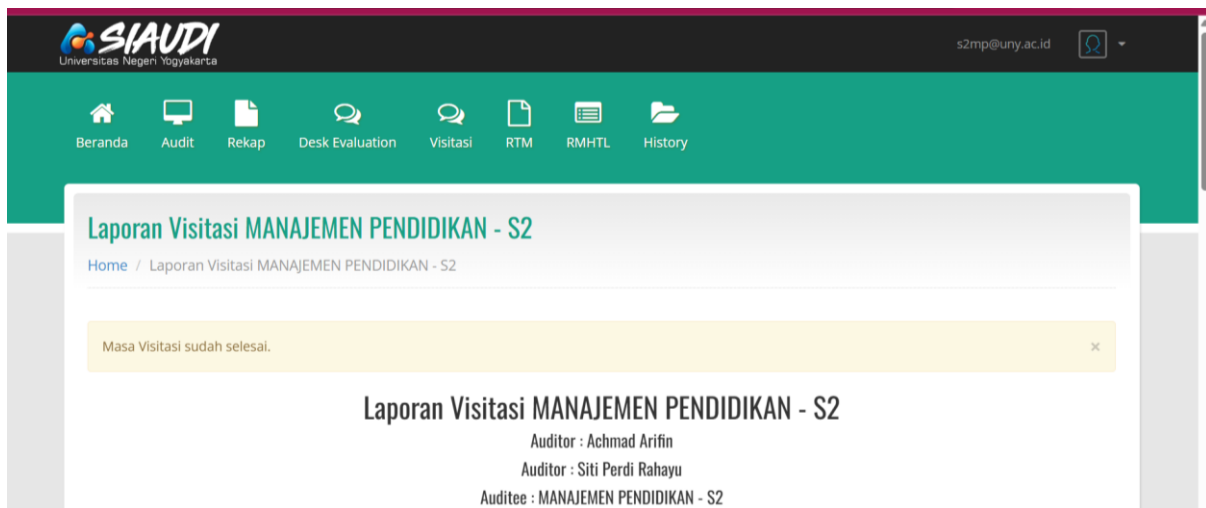 SIAUDI
Universitas Negeri Yogyakarta
s2mp@uny.ac.id
Beranda Audit Rekap Desk Evaluation Visitasi RTM RMHTL History
Laporan Visitasi MANAJEMEN PENDIDIKAN - S2
Home / Laporan Visitasi MANAJEMEN PENDIDIKAN - S2
Masa Visitasi sudah selesai. ×
Laporan Visitasi MANAJEMEN PENDIDIKAN - S2
Auditor : Achmad Arifin
Auditor : Siti Perdi Rahayu
Auditee : MANAJEMEN PENDIDIKAN - S2